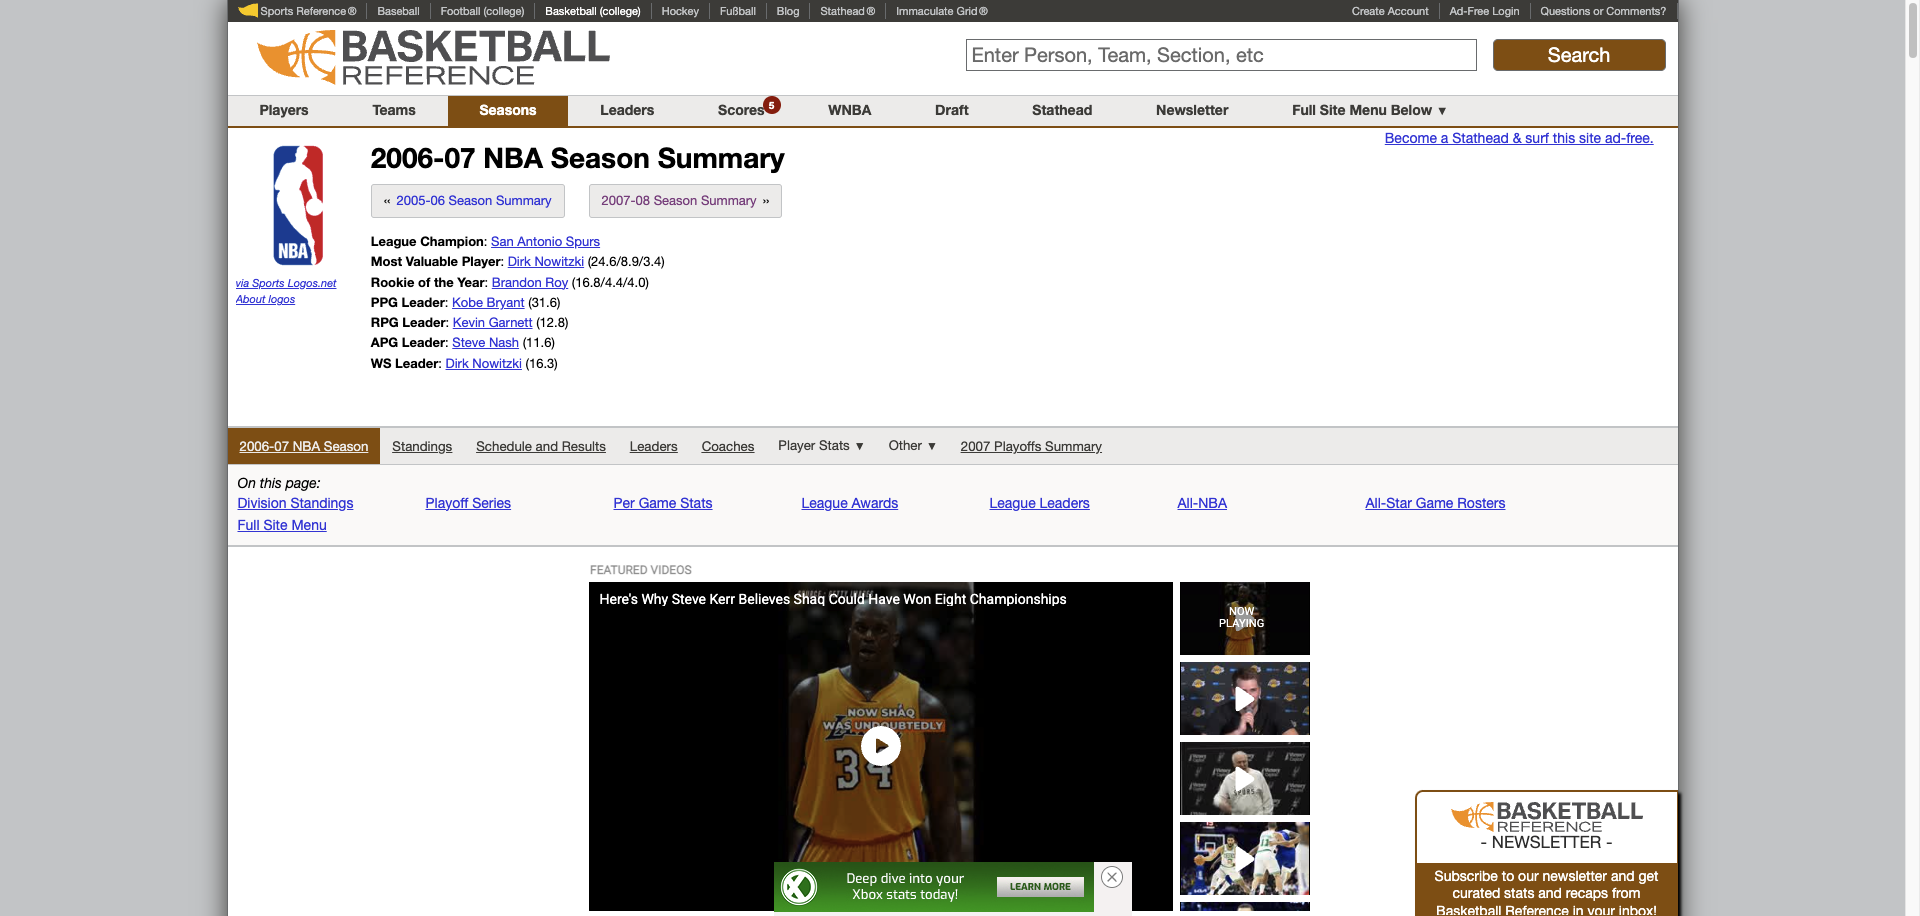 Sports Reference® Baseball Football (college) Basketball (college) Hockey Fußball Blog Stathead® Immaculate Grid® Create Account Ad-Free Login Questions or Comments?
BASKETBALL
REFERENCE
Enter Person, Team, Section, etc Search
Players Teams Seasons Leaders Scores 5 WNBA Draft Stathead Newsletter Full Site Menu Below ▼
Become a Stathead & surf this site ad-free.
NBA
via Sports Logos.net
About logos
2006-07 NBA Season Summary
« 2005-06 Season Summary 2007-08 Season Summary »
League Champion: San Antonio Spurs
Most Valuable Player: Dirk Nowitzki (24.6/8.9/3.4)
Rookie of the Year: Brandon Roy (16.8/4.4/4.0)
PPG Leader: Kobe Bryant (31.6)
RPG Leader: Kevin Garnett (12.8)
APG Leader: Steve Nash (11.6)
WS Leader: Dirk Nowitzki (16.3)
2006-07 NBA Season Standings Schedule and Results Leaders Coaches Player Stats ▼ Other ▼ 2007 Playoffs Summary
On this page:
Division Standings Playoff Series Per Game Stats League Awards League Leaders All-NBA All-Star Game Rosters
Full Site Menu
FEATURED VIDEOS
Here's Why Steve Kerr Believes Shaq Could Have Won Eight Championships
NOW SHAQ
WAS UNDOUBTEDLY
34
NOW
PLAYING
SPURS
Deep dive into your
Xbox stats today!
LEARN MORE
BASKETBALL
REFERENCE
- NEWSLETTER -
Subscribe to our newsletter and get
curated stats and recaps from
Basketball Reference in your inbox!